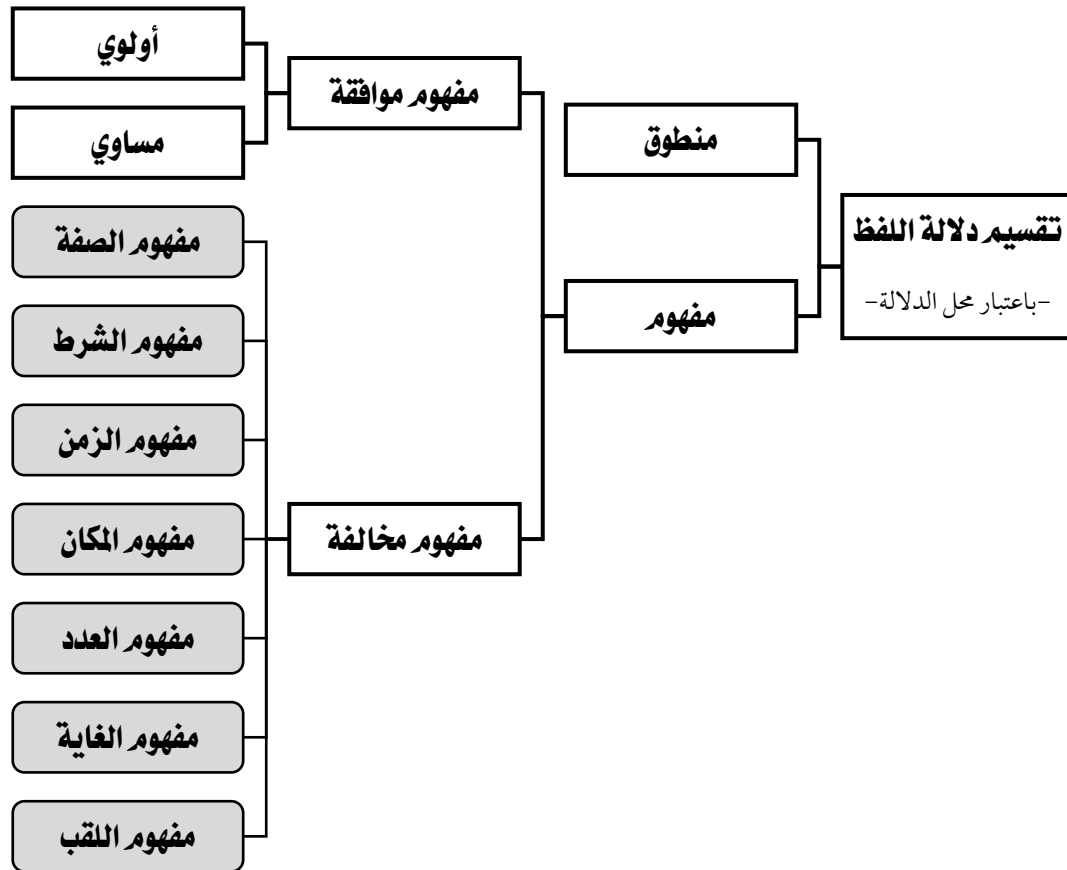 تقسيم دلالة اللفظ
-باعتبار محل الدلالة-
منطوق
مفهوم
مفهوم موافقة
أولوي
مساوي
مفهوم مخالفة
مفهوم الصفة
مفهوم الشرط
مفهوم الزمن
مفهوم المكان
مفهوم العدد
مفهوم الغاية
مفهوم اللقب